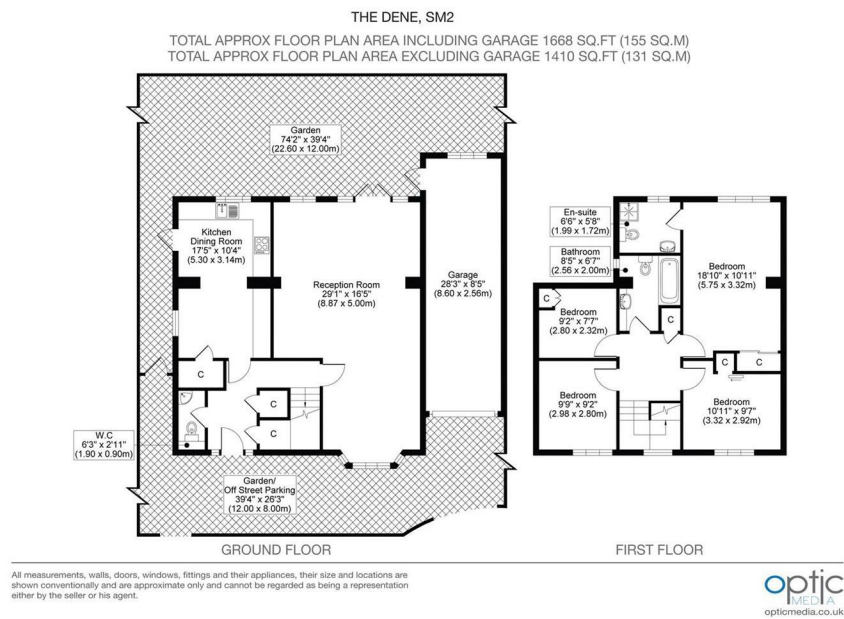 THE DENE, SM2
TOTAL APPROX FLOOR PLAN AREA INCLUDING GARAGE 1668 SQ.FT (155 SQ.M)
TOTAL APPROX FLOOR PLAN AREA EXCLUDING GARAGE 1410 SQ.FT (131 SQ.M)
Garden
74'2" x 39'4"
(22.60 x 12.00m)
Kitchen
Dining Room
17'5" x 10'4"
(5.30 x 3.14m)
Reception Room
29'1" x 16'5"
(8.87 x 5.00m)
Garage
28'3" x 8'5"
(8.60 x 2.56m)
C
C
C
W.C
6'3" x 2'11"
(1.90 x 0.90m)
Garden/
Off Street Parking
39'4" x 26'3"
(12.00 x 8.00m)
GROUND FLOOR
En-suite
6'6" x 5'8"
(1.99 x 1.72m)
Bathroom
8'5" x 6'7"
(2.56 x 2.00m)
Bedroom
18'10" x 10'11"
(5.75 x 3.32m)
C
Bedroom
9'2" x 7'7"
(2.80 x 2.32m)
C
C
C
Bedroom
9'9" x 9'2"
(2.98 x 2.80m)
Bedroom
10'11" x 9'7"
(3.32 x 2.92m)
FIRST FLOOR
All measurements, walls, doors, windows, fittings and their appliances, their size and locations are
shown conventionally and are approximate only and cannot be regarded as being a representation
either by the seller or his agent.
optic
MEDIA
opticmedia.co.uk